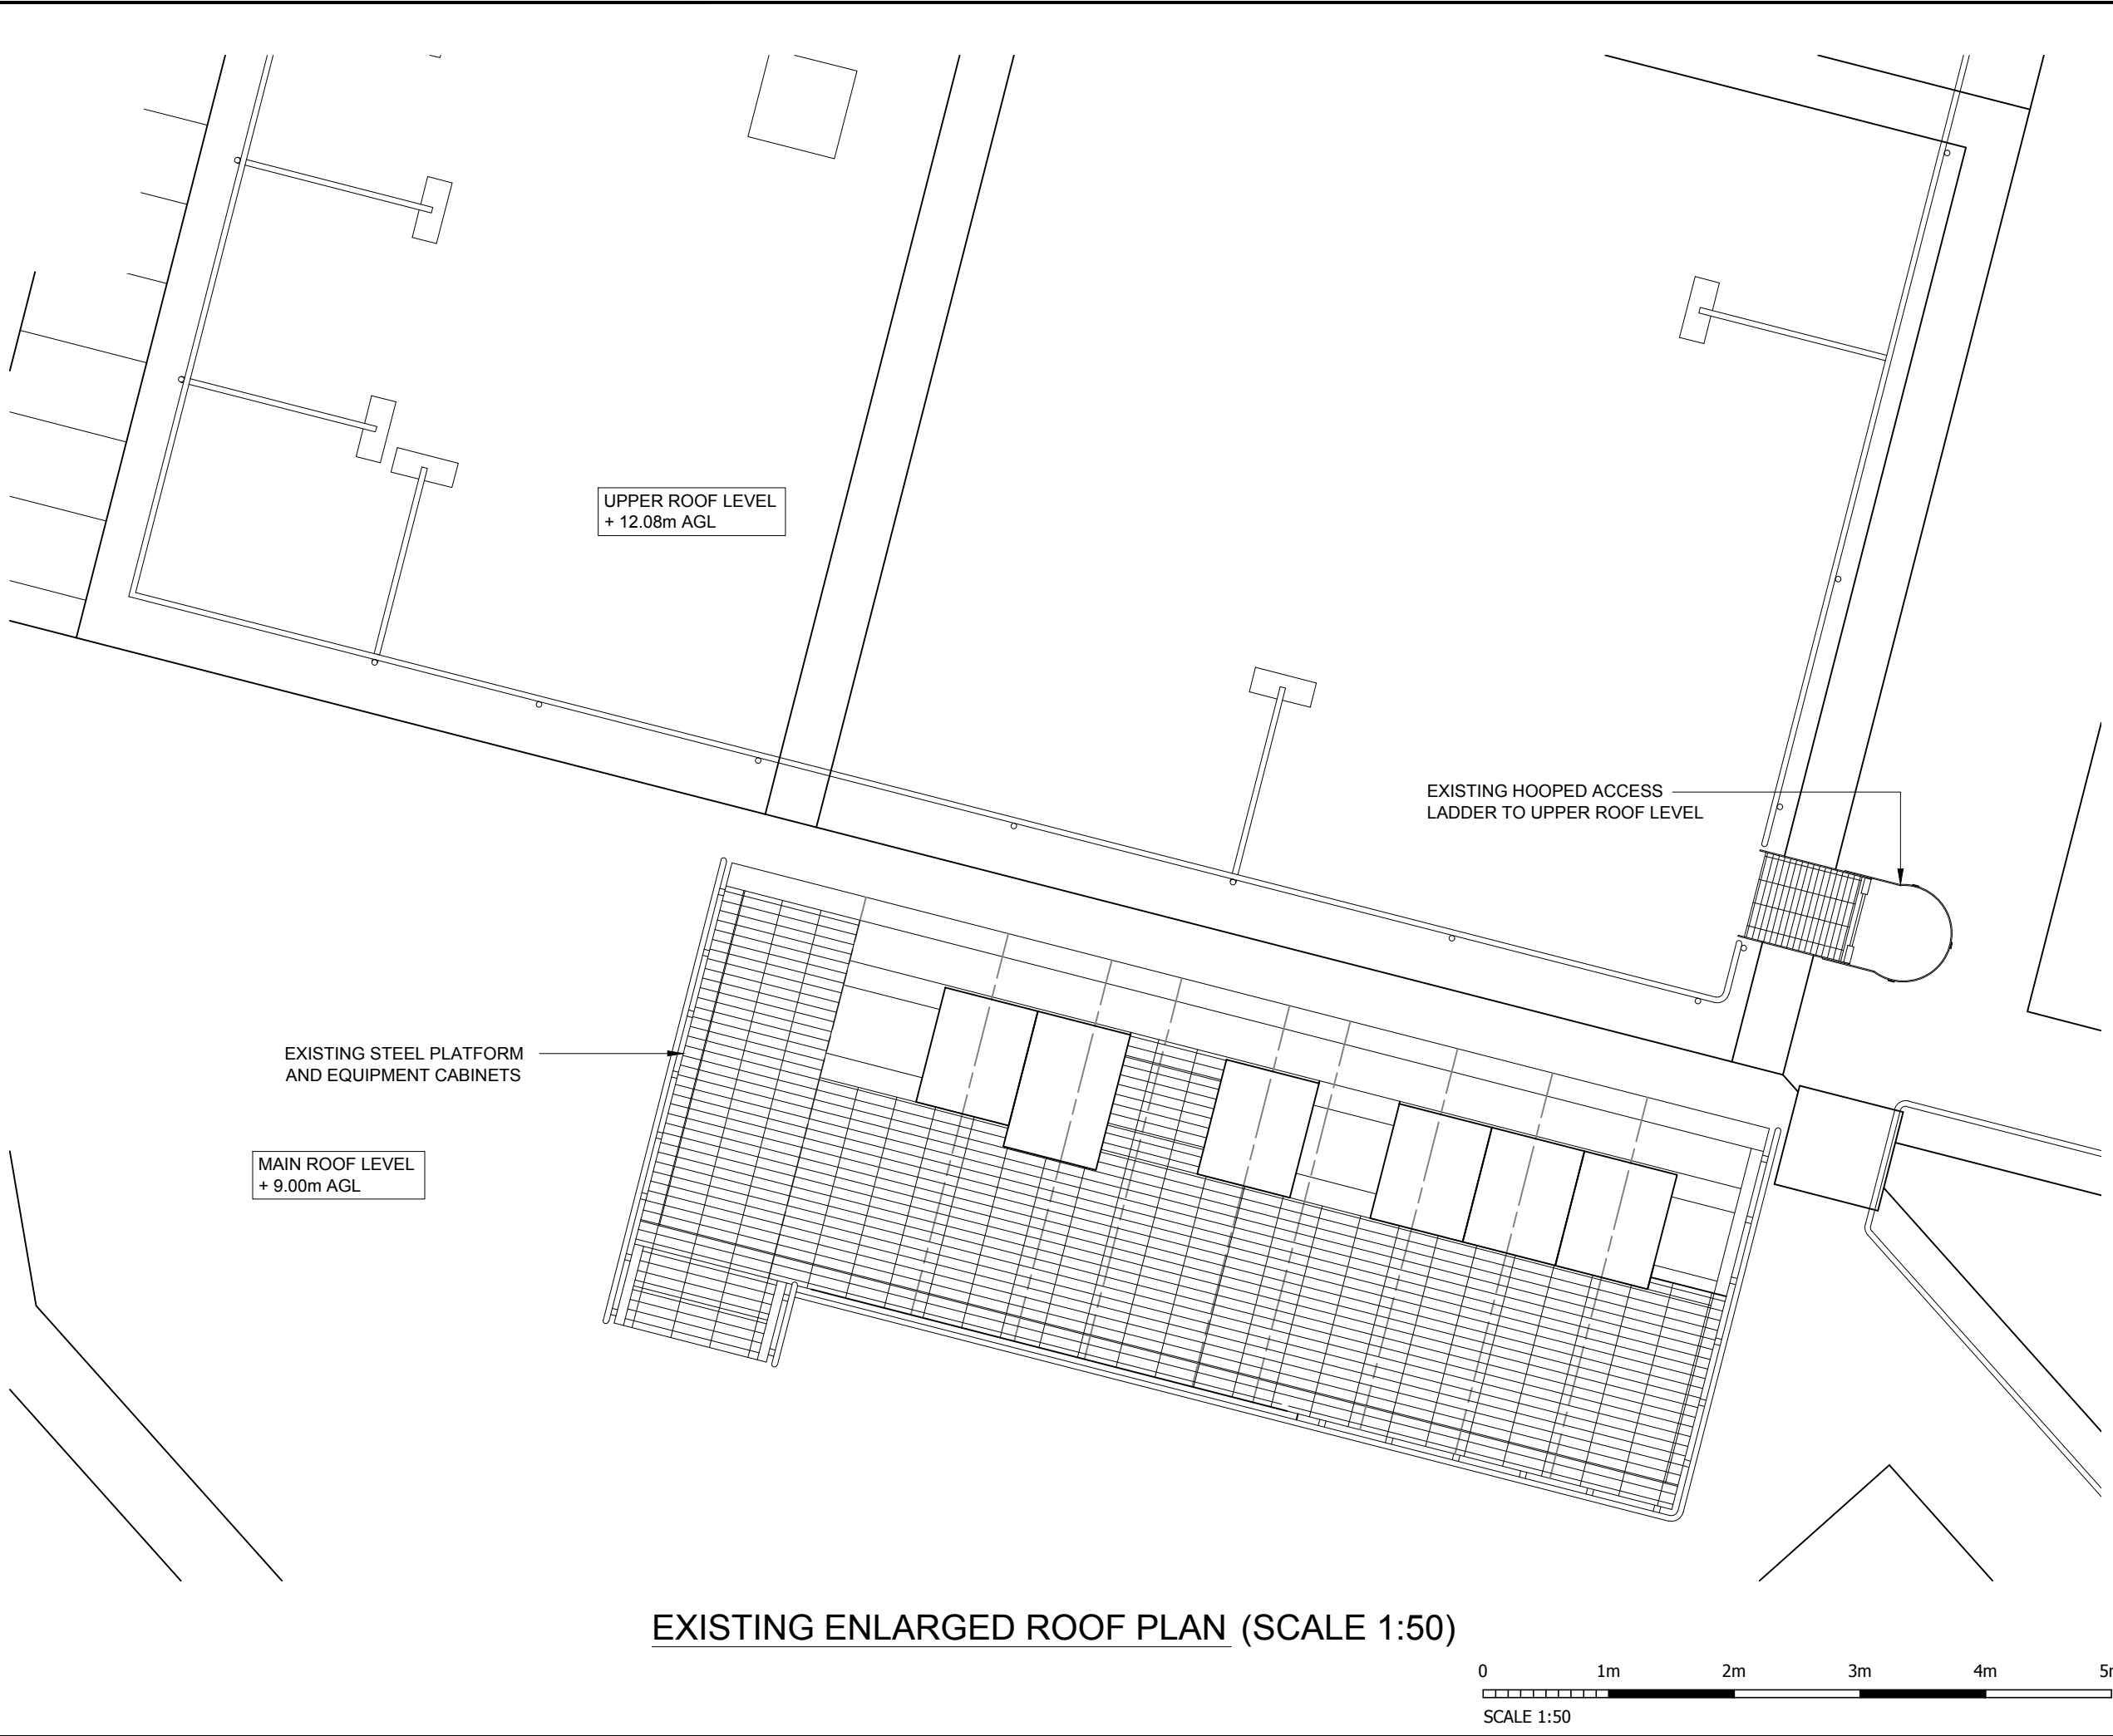 UPPER ROOF LEVEL
+ 12.08m AGL
EXISTING HOOPED ACCESS
LADDER TO UPPER ROOF LEVEL
EXISTING STEEL PLATFORM
AND EQUIPMENT CABINETS
MAIN ROOF LEVEL
+ 9.00m AGL
EXISTING ENLARGED ROOF PLAN (SCALE 1:50)
0 1m 2m 3m 4m
SCALE 1:50